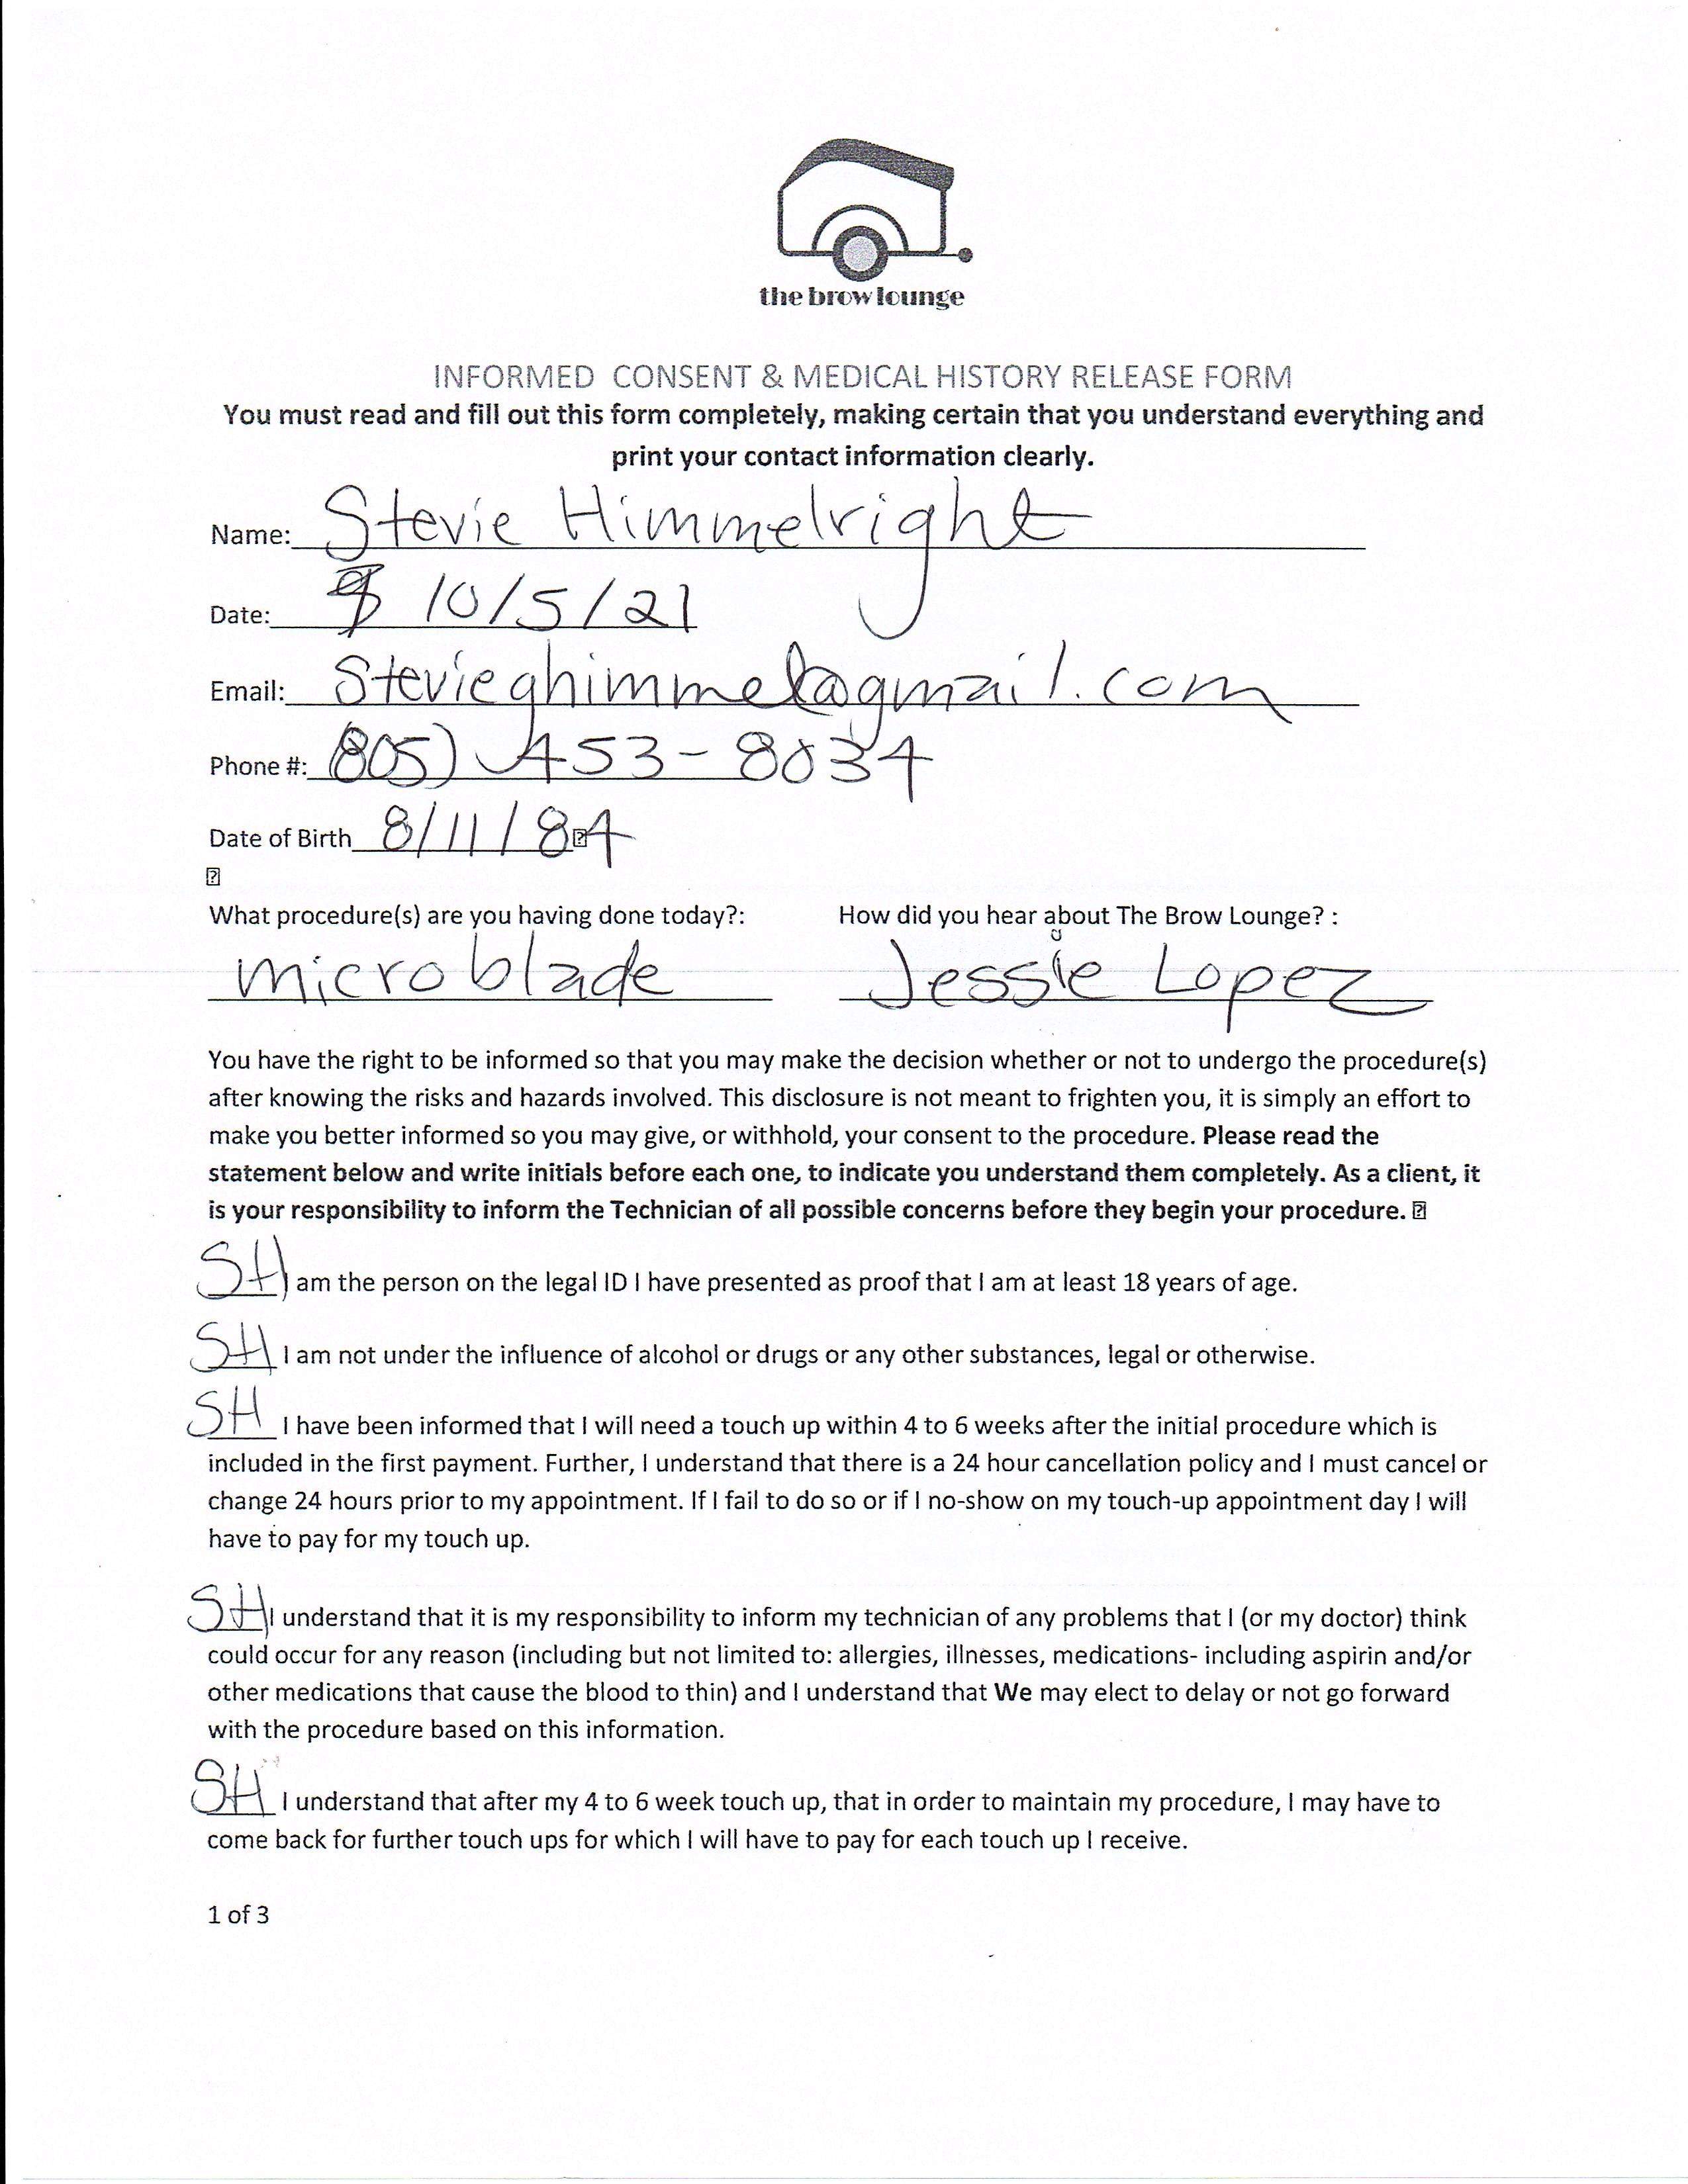 the brow lounge
INFORMED CONSENT & MEDICAL HISTORY RELEASE FORM
You must read and fill out this form completely, making certain that you understand everything and
print your contact information clearly.
Name: Stevie Himmelright
Date: 10/5/21
Email: Stevieghimmel@gmail.com
Phone #: (805) 453-8034
Date of Birth 8/11/84
What procedure(s) are you having done today?: How did you hear about The Brow Lounge? :
microblade Jessie Lopez
You have the right to be informed so that you may make the decision whether or not to undergo the procedure(s)
after knowing the risks and hazards involved. This disclosure is not meant to frighten you, it is simply an effort to
make you better informed so you may give, or withhold, your consent to the procedure. Please read the
statement below and write initials before each one, to indicate you understand them completely. As a client, it
is your responsibility to inform the Technician of all possible concerns before they begin your procedure.
SH I am the person on the legal ID I have presented as proof that I am at least 18 years of age.
SH I am not under the influence of alcohol or drugs or any other substances, legal or otherwise.
SH I have been informed that I will need a touch up within 4 to 6 weeks after the initial procedure which is
included in the first payment. Further, I understand that there is a 24 hour cancellation policy and I must cancel or
change 24 hours prior to my appointment. If I fail to do so or if I no-show on my touch-up appointment day I will
have to pay for my touch up.
SH I understand that it is my responsibility to inform my technician of any problems that I (or my doctor) think
could occur for any reason (including but not limited to: allergies, illnesses, medications- including aspirin and/or
other medications that cause the blood to thin) and I understand that We may elect to delay or not go forward
with the procedure based on this information.
SH I understand that after my 4 to 6 week touch up, that in order to maintain my procedure, I may have to
come back for further touch ups for which I will have to pay for each touch up I receive.
1 of 3